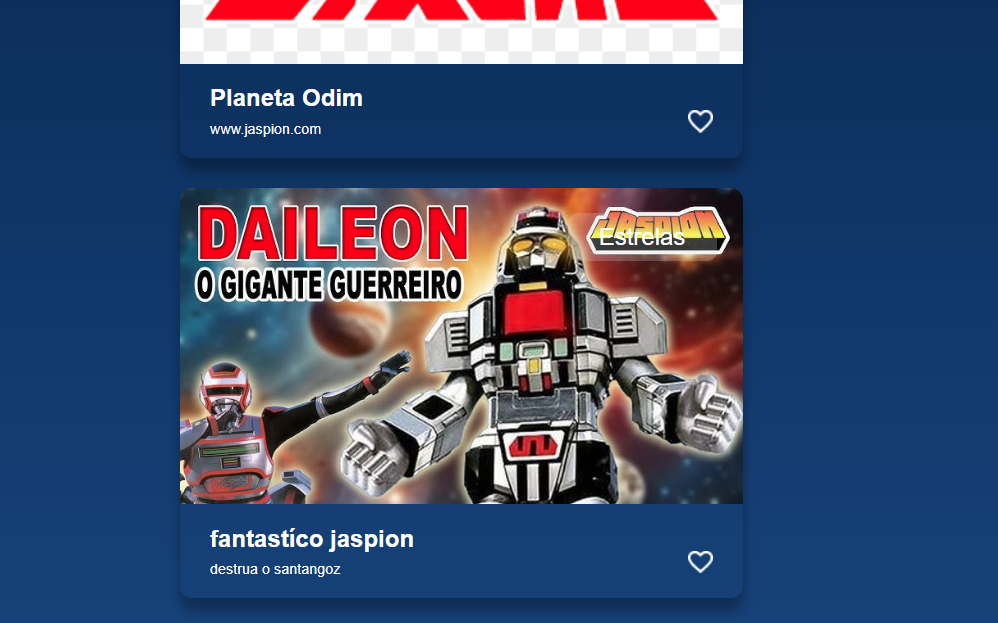 Planeta Odim
www.jaspion.com
DAILEON
O GIGANTE GUERREIRO
JASPION
Estrelas
fantastíco jaspion
destrua o santangoz